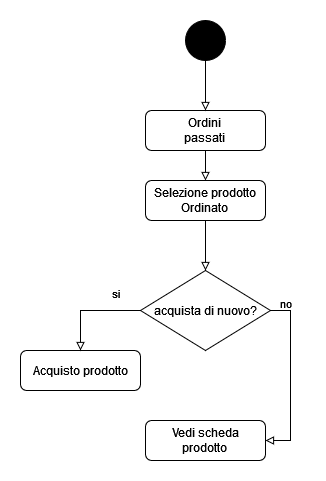 Ordini
passati
Selezione prodotto
Ordinato
si
no
acquista di nuovo?
Acquisto prodotto
Vedi scheda
prodotto